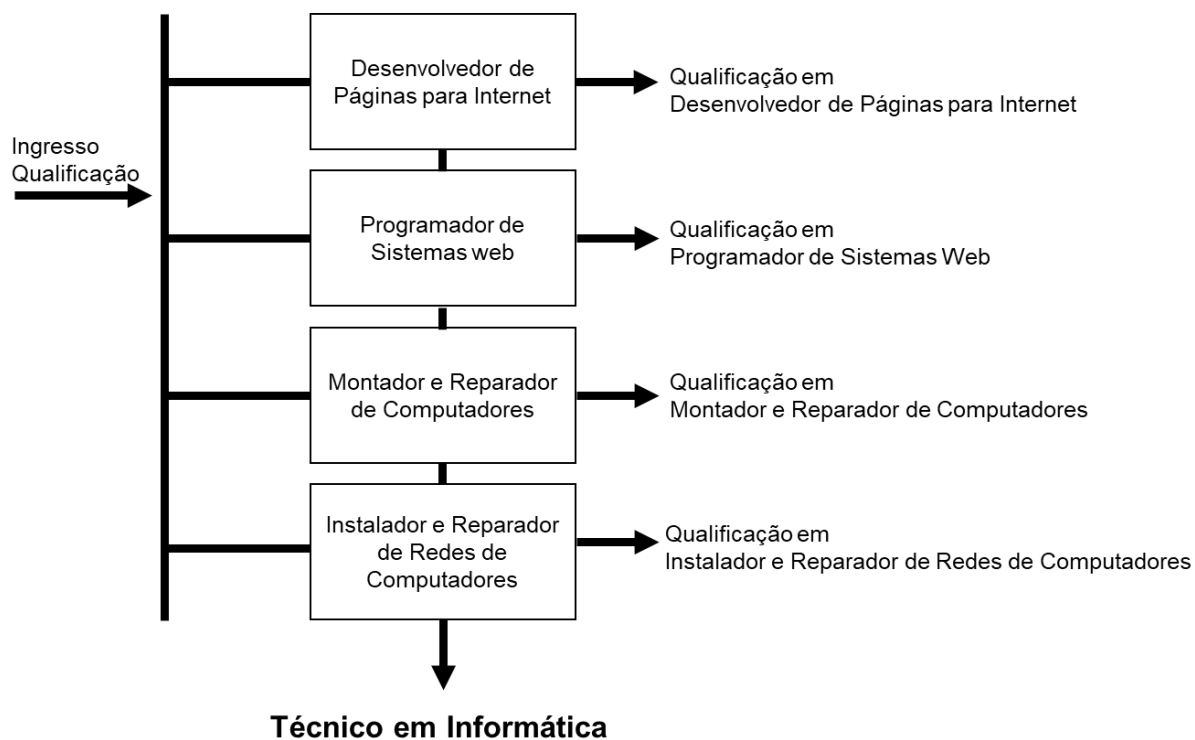 Desenvolvedor de
Páginas para Internet
Qualificação em
Desenvolvedor de Páginas para Internet
Ingresso
Qualificação
Programador de
Sistemas web
Qualificação em
Programador de Sistemas Web
Montador e Reparador
de Computadores
Qualificação em
Montador e Reparador de Computadores
Instalador e Reparador
de Redes de
Computadores
Qualificação em
Instalador e Reparador de Redes de Computadores
Técnico em Informática